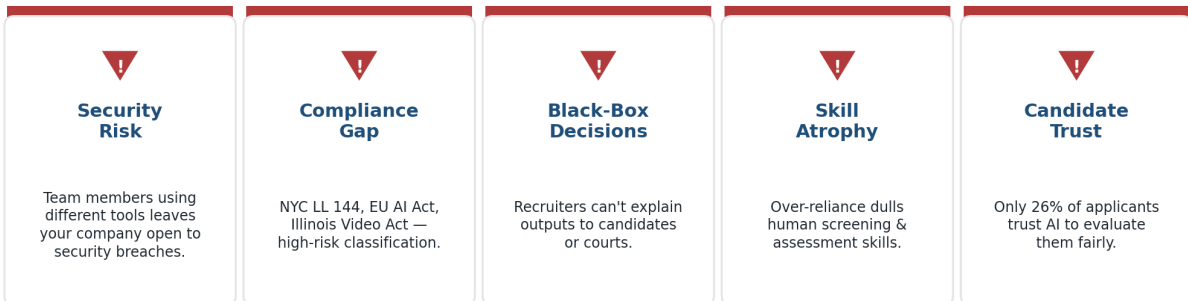 !
Security
Risk
Team members using
different tools leaves
your company open to
security breaches.
!
Compliance
Gap
NYC LL 144, EU AI Act,
Illinois Video Act —
high-risk classification.
!
Black-Box
Decisions
Recruiters can't explain
outputs to candidates
or courts.
!
Skill
Atrophy
Over-reliance dulls
human screening &
assessment skills.
!
Candidate
Trust
Only 26% of applicants
trust AI to evaluate
them fairly.